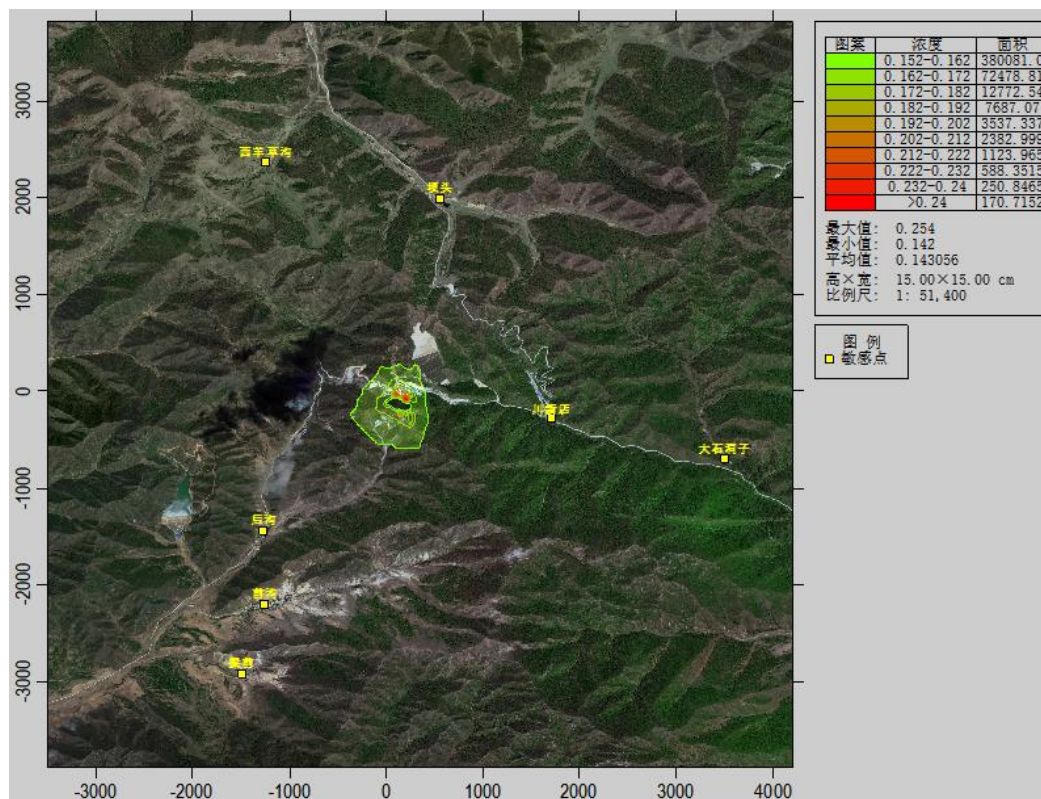 图案 浓度 面积
0.152-0.162 380081.0
0.162-0.172 72478.81
0.172-0.182 12772.54
0.182-0.192 7687.07
0.192-0.202 3537.337
0.202-0.212 2382.999
0.212-0.222 1123.965
0.222-0.232 588.3515
0.232-0.24 250.8465
>0.24 170.7152
最大值: 0.254
最小值: 0.142
平均值: 0.143056
高×宽: 15.00×15.00 cm
比例尺: 1: 51,400
图 例
敏感点
3000
2000
1000
0
-1000
-2000
-3000
西羊草沟
梗头
大石洞子
后沟
-3000 -2000 -1000 0 1000 2000 3000 4000